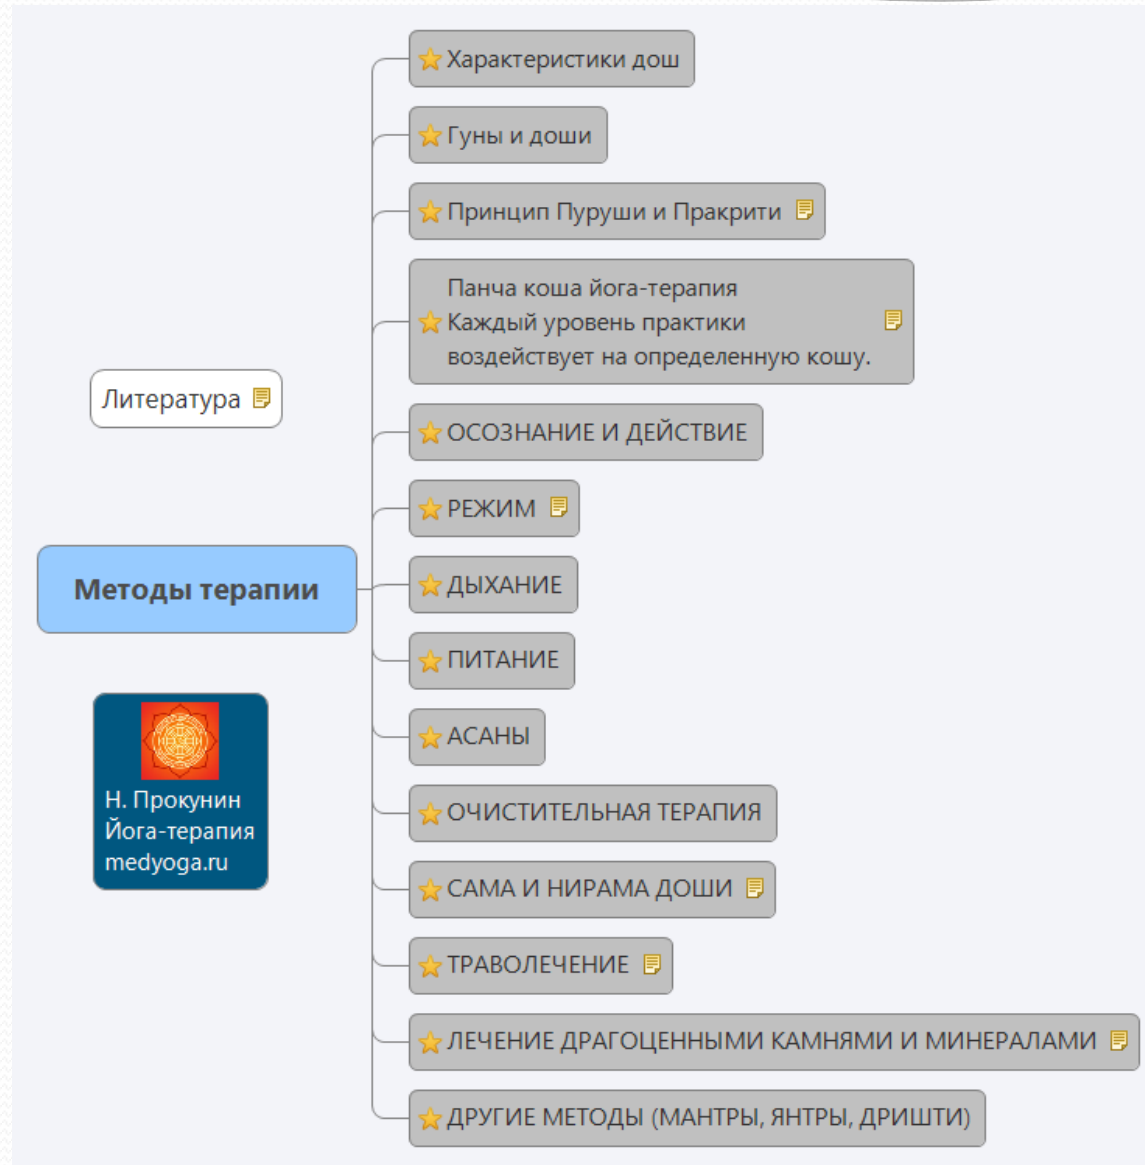 Характеристики дош
Гуны и доши
Принцип Пуруши и Пракрити
Панча коша йога-терапия
Каждый уровень практики
воздействует на определенную кошу.
Литература
ОСОЗНАНИЕ И ДЕЙСТВИЕ
РЕЖИМ
Методы терапии
ДЫХАНИЕ
ПИТАНИЕ
АСАНЫ
Н. Прокунин
Йога-терапия
medyoga.ru
ОЧИСТИТЕЛЬНАЯ ТЕРАПИЯ
САМА И НИРАМА ДОШИ
ТРАВОЛЕЧЕНИЕ
ЛЕЧЕНИЕ ДРАГОЦЕННЫМИ КАМНЯМИ И МИНЕРАЛАМИ
ДРУГИЕ МЕТОДЫ (МАНТРЫ, ЯНТРЫ, ДРИШТИ)